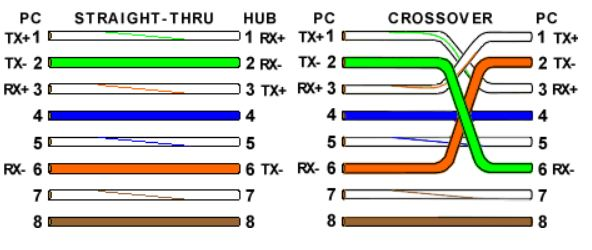 PC STRAIGHT-THRU HUB
TX+ 1 1 RX+
TX- 2 2 RX-
RX+ 3 3 TX+
4 4
5 5
RX- 6 6 TX-
7 7
8 8
PC CROSSOVER PC
TX+ 1 1 TX+
TX- 2 2 TX-
RX+ 3 3 RX+
4 4
5 5
RX- 6 6 RX-
7 7
8 8